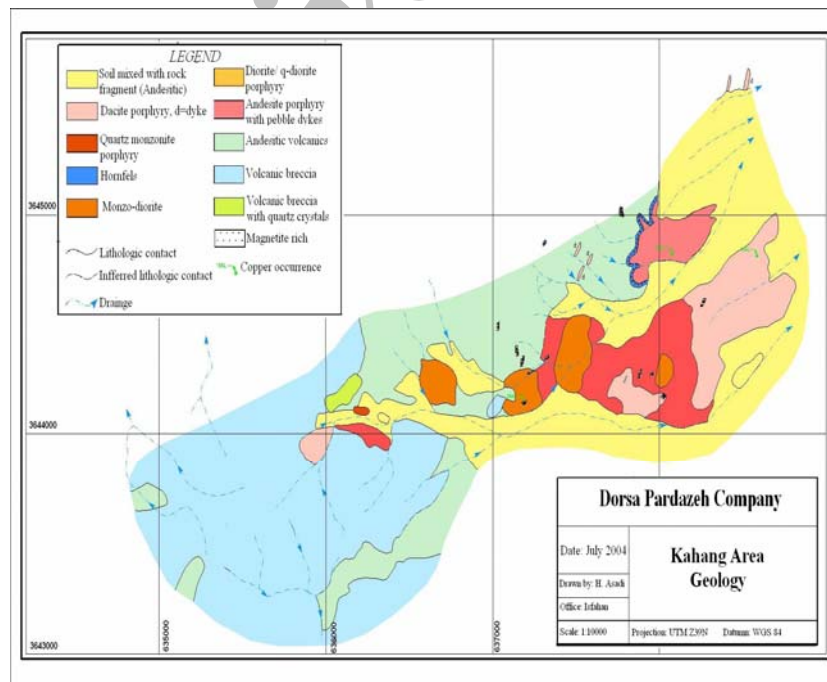 LEGEND
Soil mixed with rock
fragment (Andesitic)
Dacite porphyry, d=dyke
Quartz monzonite
porphyry
Hornfels
Monzo-diorite
Lithologic contact
Infferred lithologic contact
Drainge
Diorite/ q-diorite
porphyry
Andesite porphyry
with pebble dykes
Andesitic volcanics
Volcanic breccia
Volcanic breccia
with quartz crystals
Magnetite rich
Copper occurrence
3645000
3644000
3643000
635000
636000
637000
Dorsa Pardazeh Company
Date: July 2004
Drawn by: H. Asadi
Office: Isfahan
Scale: 1:10000
Kahang Area
Geology
Projection: UTM Z39N
Datumn: WGS 84